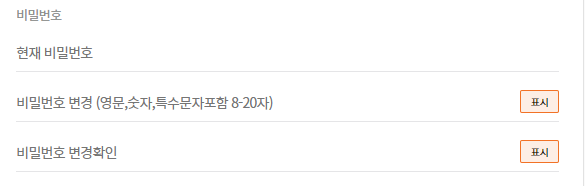 비밀번호
현재 비밀번호
비밀번호 변경 (영문,숫자,특수문자포함 8-20자)
표시
비밀번호 변경확인
표시